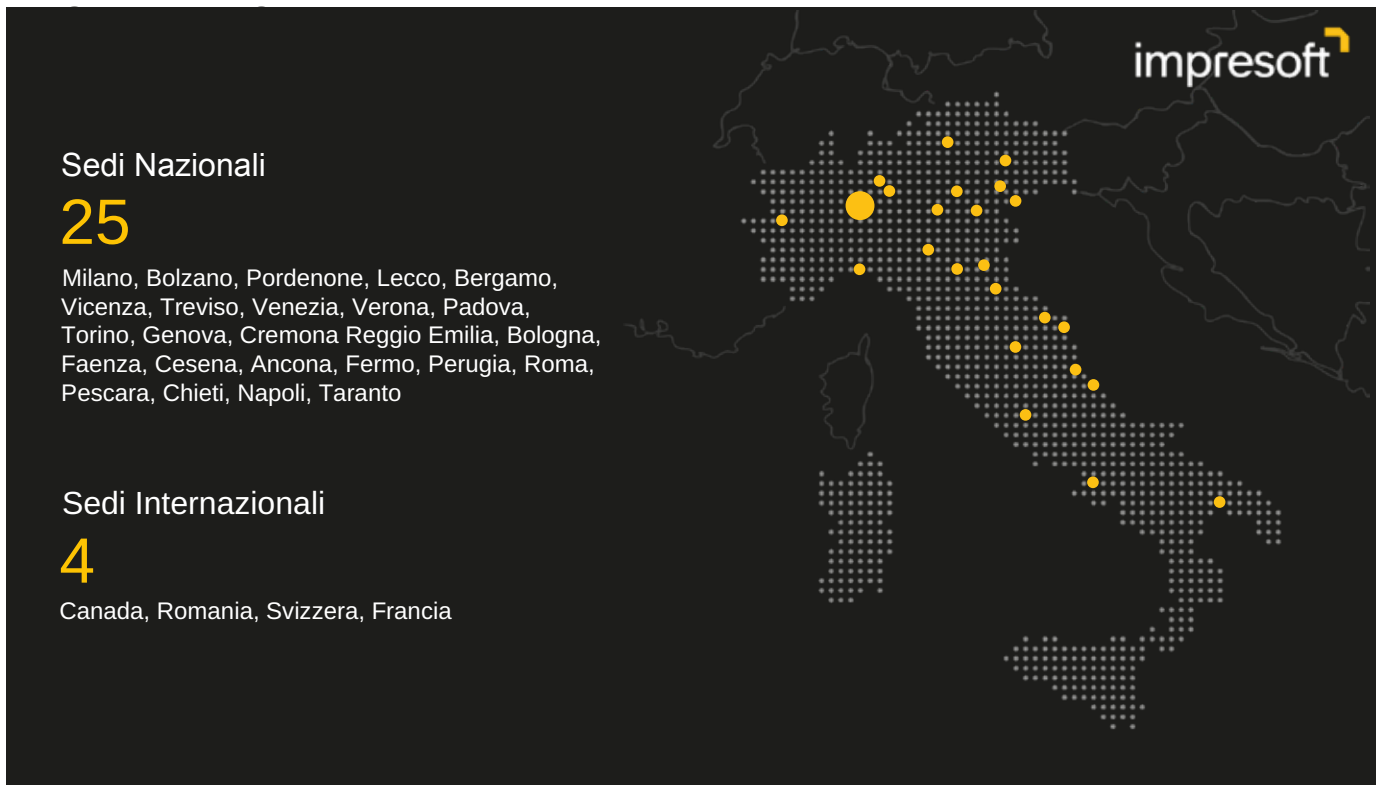 impresoft
Sedi Nazionali
25
Milano, Bolzano, Pordenone, Lecco, Bergamo,
Vicenza, Treviso, Venezia, Verona, Padova,
Torino, Genova, Cremona Reggio Emilia, Bologna,
Faenza, Cesena, Ancona, Fermo, Perugia, Roma,
Pescara, Chieti, Napoli, Taranto
Sedi Internazionali
4
Canada, Romania, Svizzera, Francia